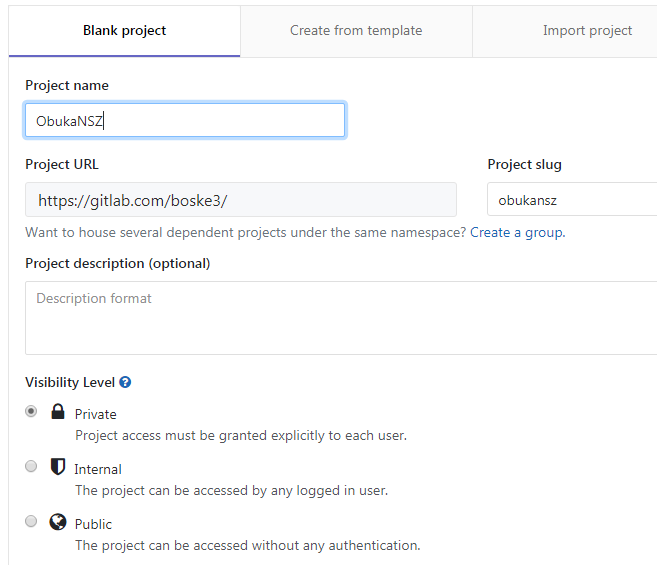 Blank project
Create from template
Import project
Project name
ObukaNSZ
Project URL
Project slug
https://gitlab.com/boske3/
obukansz
Want to house several dependent projects under the same namespace? Create a group.
Project description (optional)
Description format
Visibility Level ?
Private
Project access must be granted explicitly to each user.
Internal
The project can be accessed by any logged in user.
Public
The project can be accessed without any authentication.